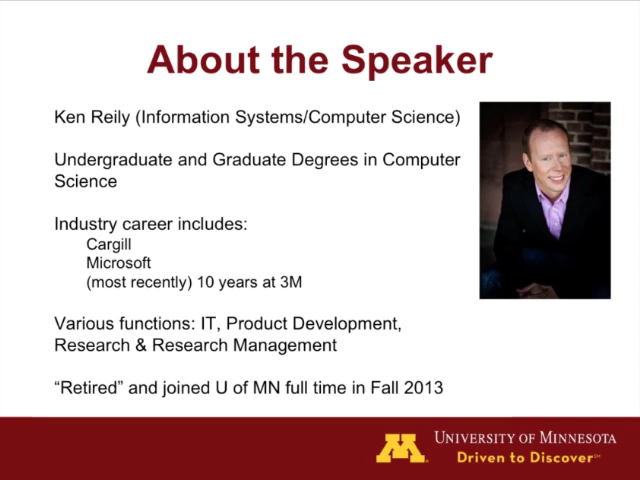 About the Speaker
Ken Reily (Information Systems/Computer Science)
Undergraduate and Graduate Degrees in Computer
Science
Industry career includes:
Cargill
Microsoft
(most recently) 10 years at 3M
Various functions: IT, Product Development,
Research & Research Management
“Retired” and joined U of MN full time in Fall 2013
M
UNIVERSITY OF MINNESOTA
Driven to Discover℠